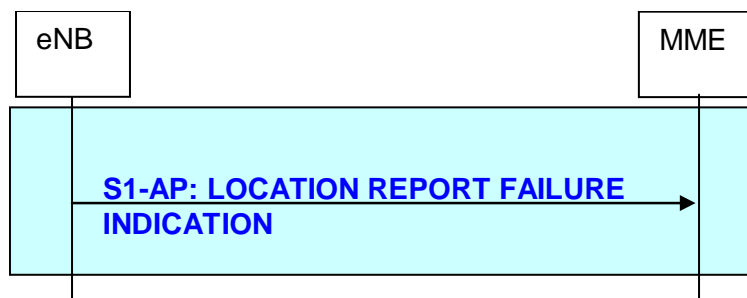 eNB
MME
S1-AP: LOCATION REPORT FAILURE
INDICATION